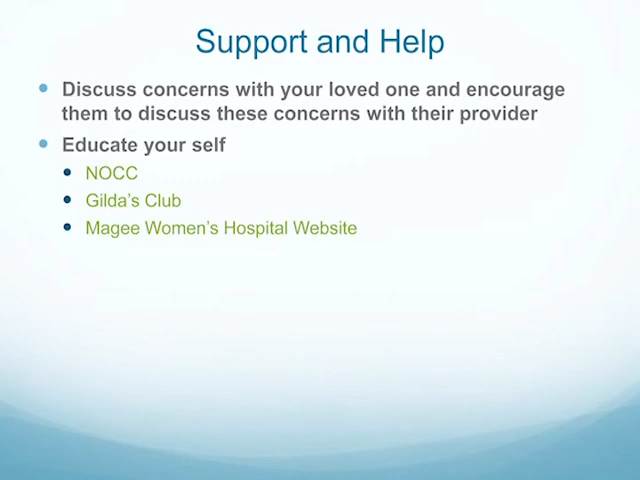 Support and Help
Discuss concerns with your loved one and encourage
them to discuss these concerns with their provider
Educate your self
NOCC
Gilda's Club
Magee Women's Hospital Website